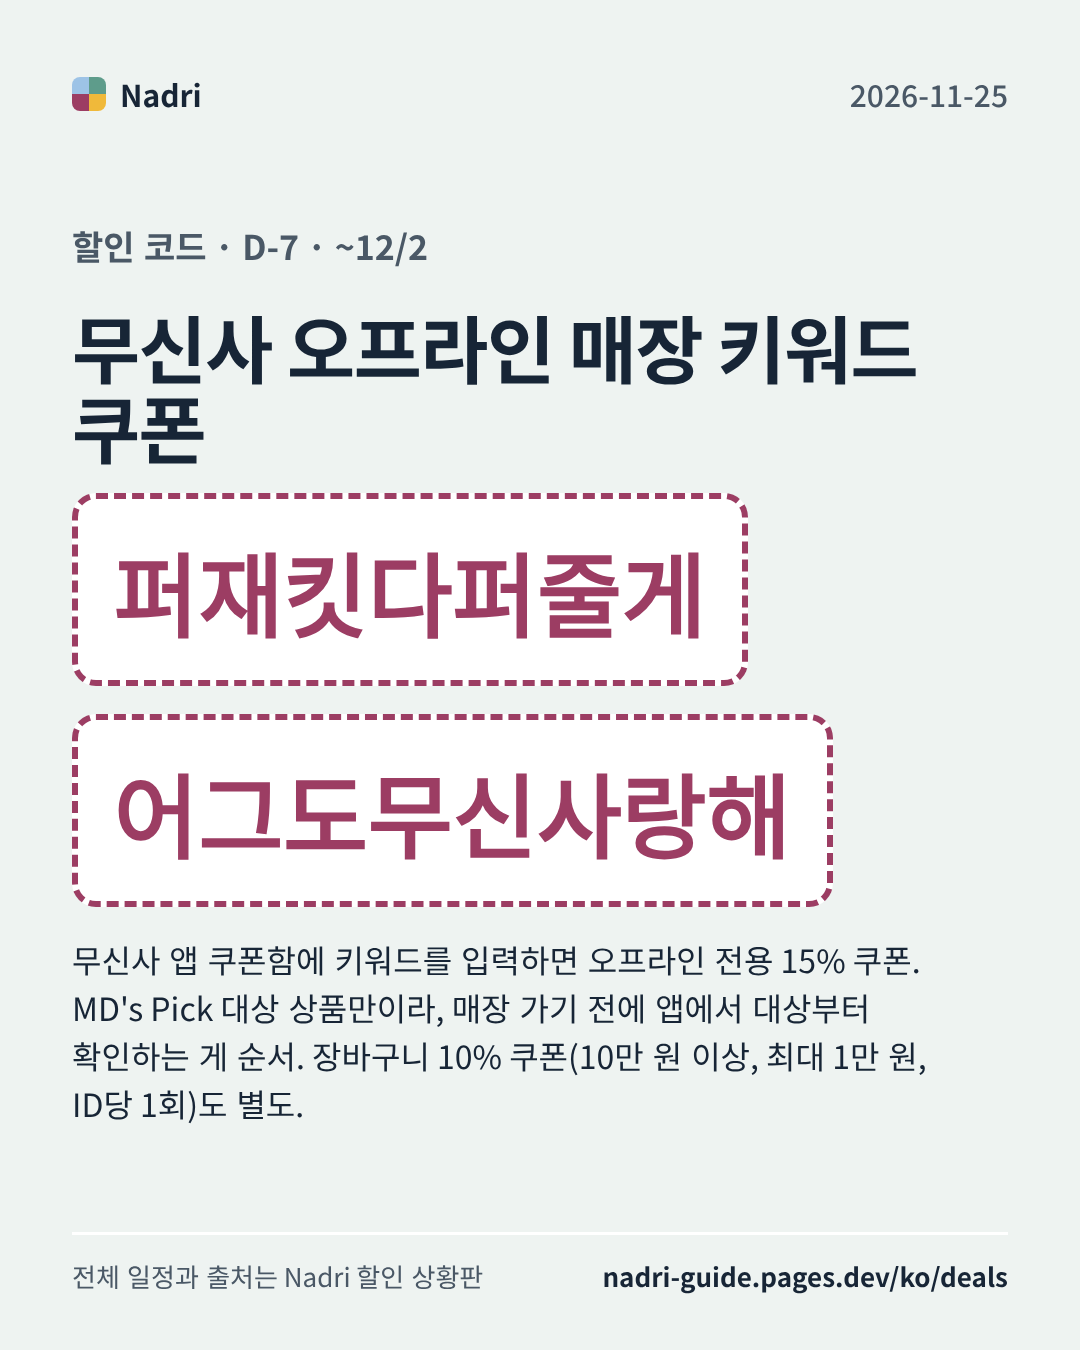 Nadri
2026-11-25
할인 코드 · D-7 · ~12/2
무신사 오프라인 매장 키워드
쿠폰
퍼재킷다퍼줄게
어그도무신사랑해
무신사 앱 쿠폰함에 키워드를 입력하면 오프라인 전용 15% 쿠폰.
MD's Pick 대상 상품만이라, 매장 가기 전에 앱에서 대상부터
확인하는 게 순서. 장바구니 10% 쿠폰(10만 원 이상, 최대 1만 원,
ID당 1회)도 별도.
전체 일정과 출처는 Nadri 할인 상황판
nadri-guide.pages.dev/ko/deals